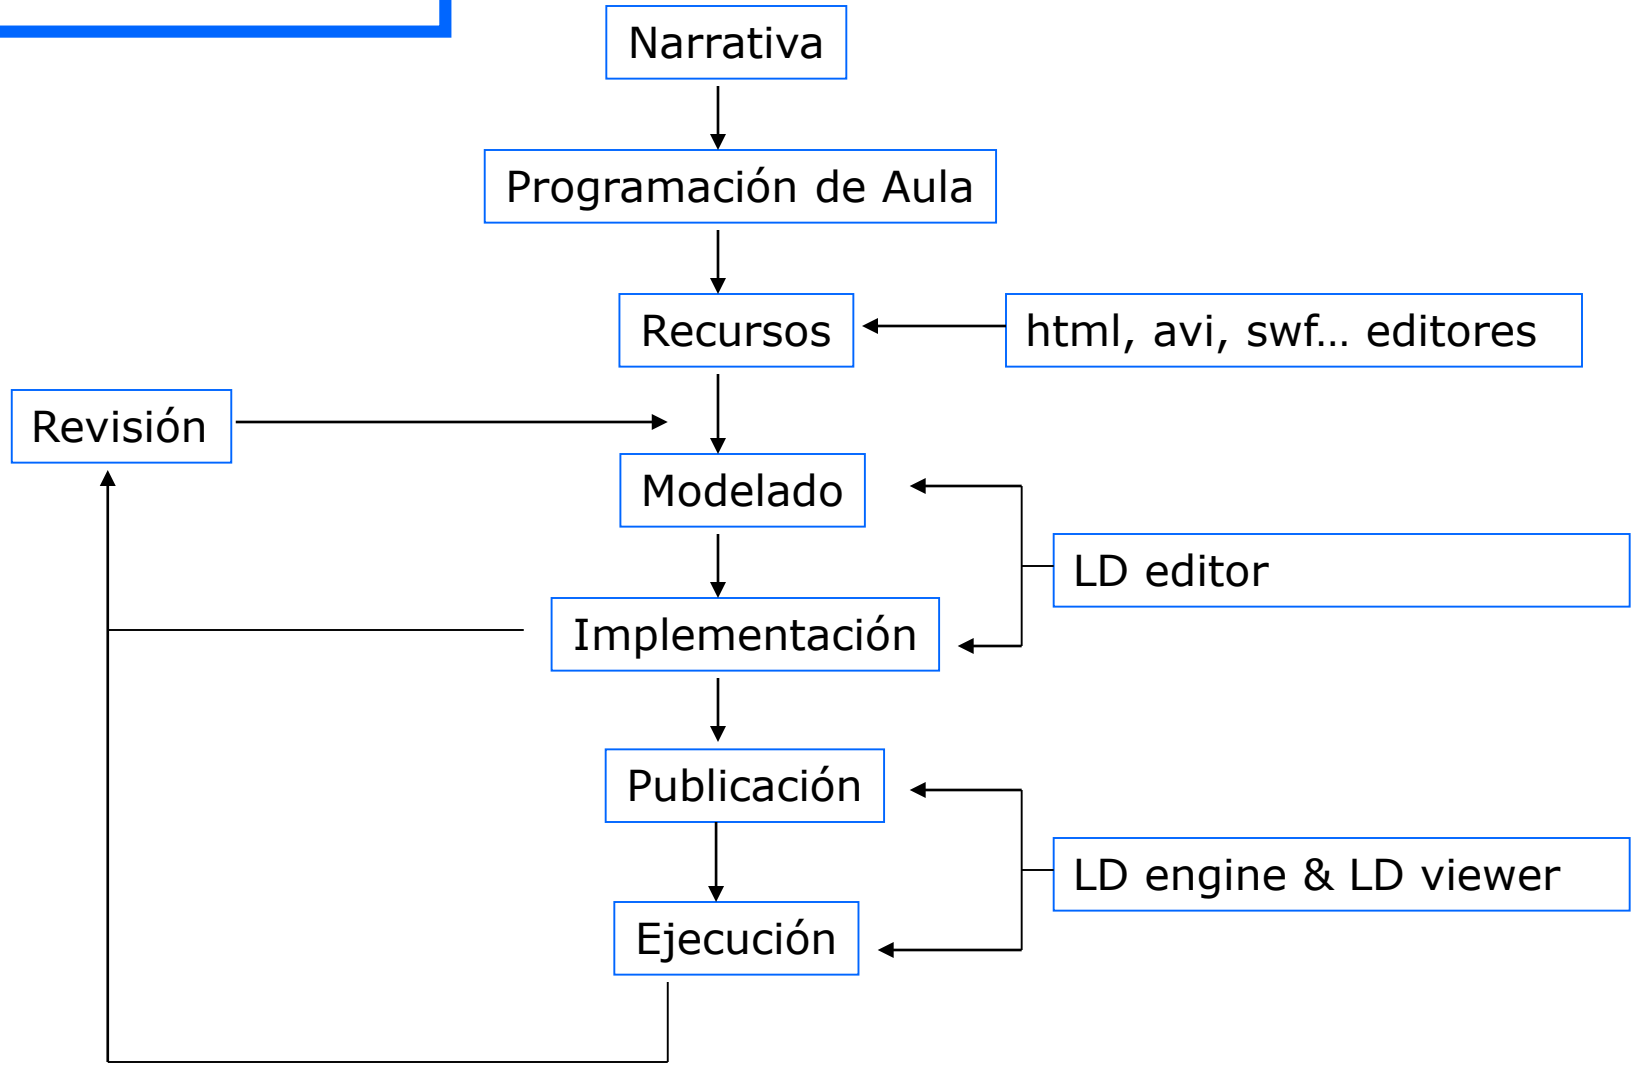 Narrativa
Programación de Aula
Recursos
html, avi, swf... editores
Revisión
Modelado
LD editor
Implementación
Publicación
LD engine & LD viewer
Ejecución